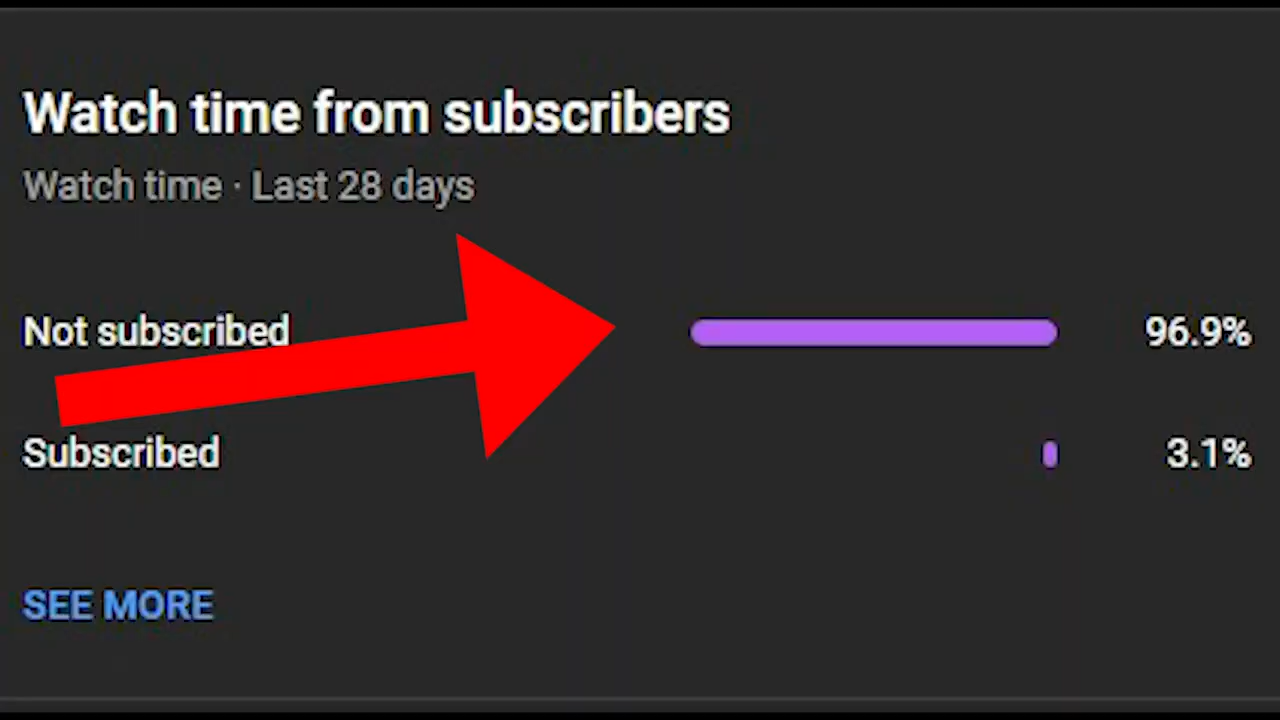 Watch time from subscribers
Watch time · Last 28 days
Not subscribed 96.9%
Subscribed 3.1%
SEE MORE